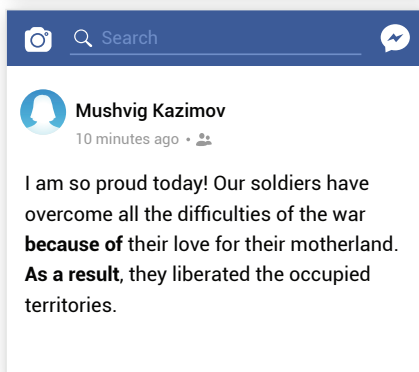 Search
Mushvig Kazimov
10 minutes ago •
I am so proud today! Our soldiers have
overcome all the difficulties of the war
because of their love for their motherland.
As a result, they liberated the occupied
territories.